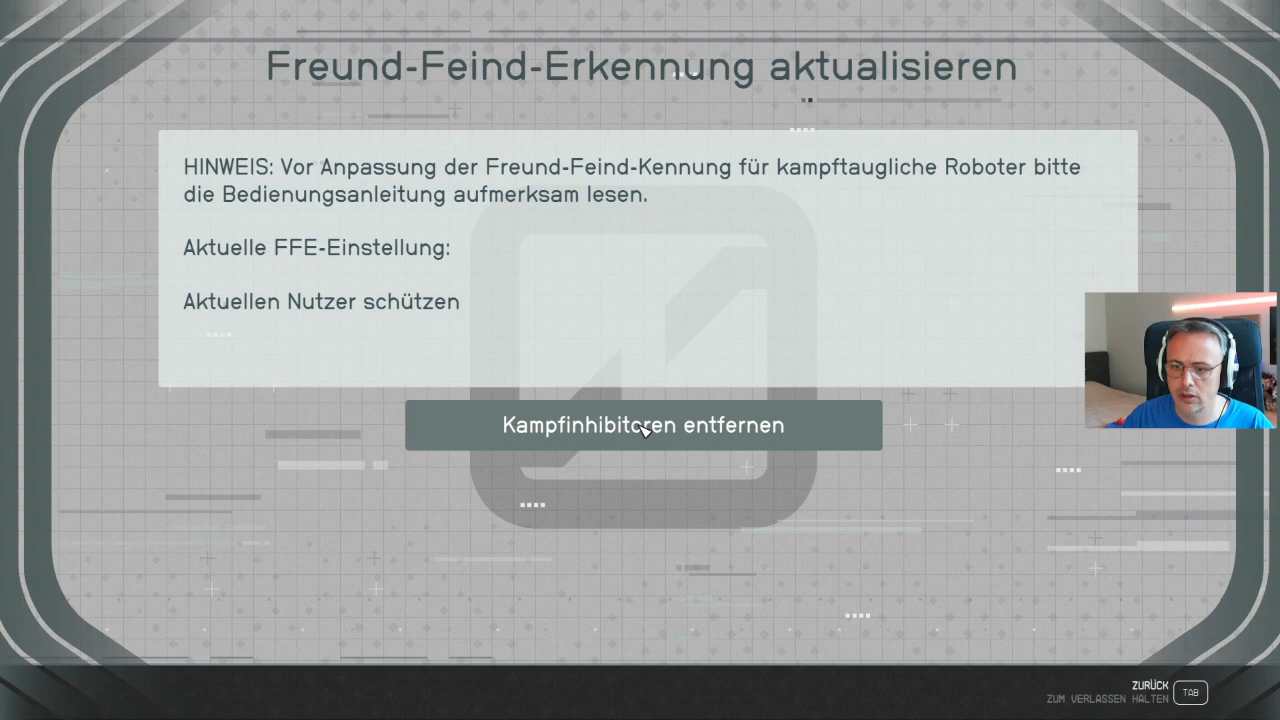 Freund-Feind-Erkennung aktualisieren
HINWEIS: Vor Anpassung der Freund-Feind-Kennung für kampftaugliche Roboter bitte
die Bedienungsanleitung aufmerksam lesen.
Aktuelle FFE-Einstellung:
Aktuellen Nutzer schützen
Kampfinhibitoren entfernen
ZURÜCK
ZUM VERLASSEN HALTEN
TAB